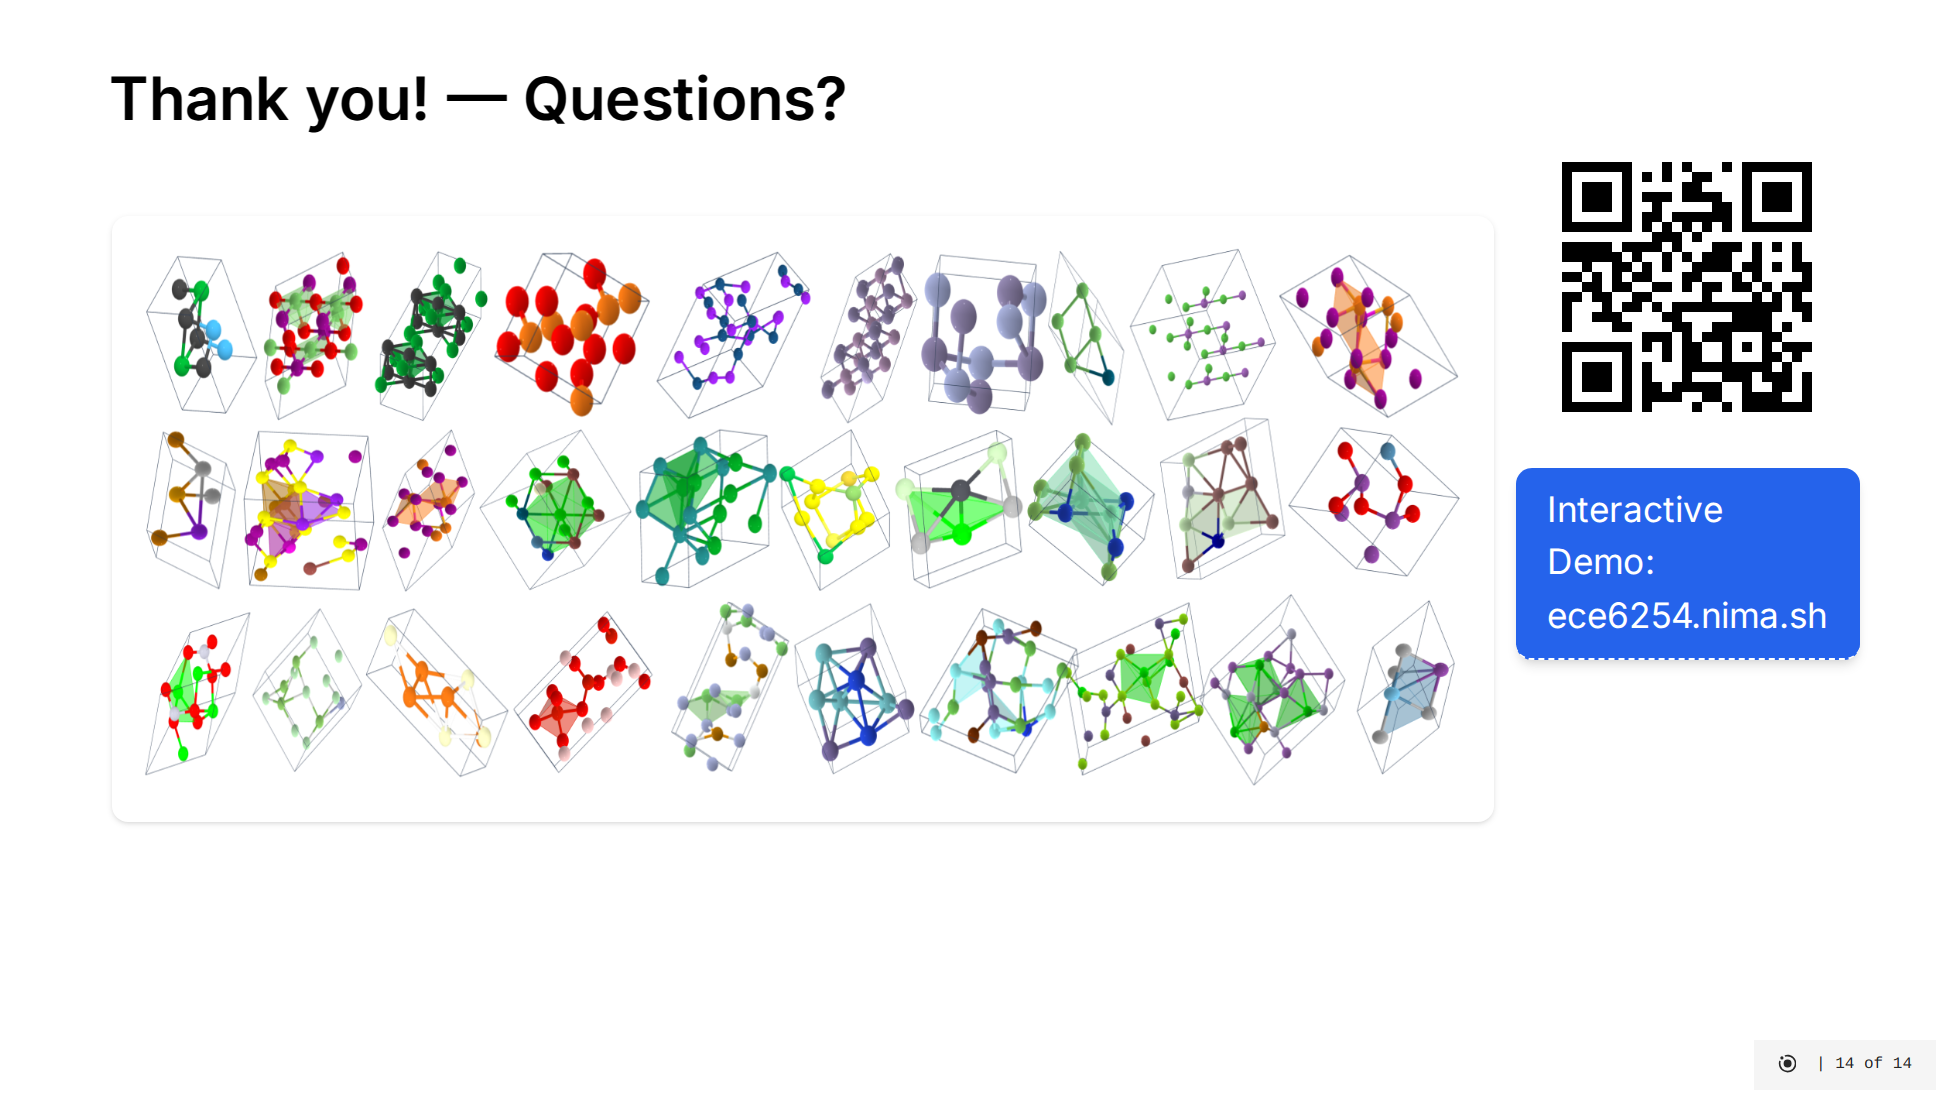 Thank you! — Questions?
Interactive
Demo:
ece6254.nima.sh
| 14 of 14